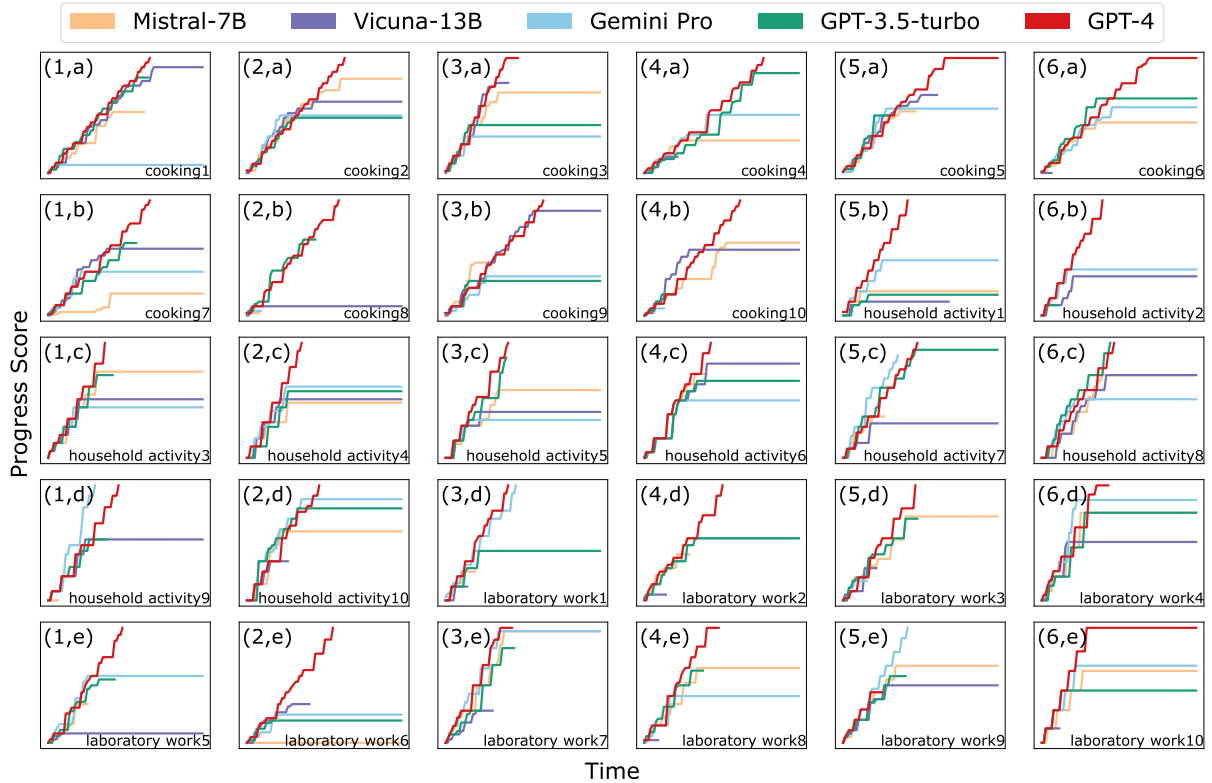 Mistral-7B Vicuna-13B Gemini Pro GPT-3.5-turbo GPT-4
(1,a) (2,a) (3,a) (4,a) (5,a) (6,a)
cooking1 cooking2 cooking3 cooking4 cooking5 cooking6
(1,b) (2,b) (3,b) (4,b) (5,b) (6,b)
cooking7 cooking8 cooking9 cooking10 household activity1 household activity2
(1,c) (2,c) (3,c) (4,c) (5,c) (6,c)
household activity3 household activity4 household activity5 household activity6 household activity7 household activity8
(1,d) (2,d) (3,d) (4,d) (5,d) (6,d)
household activity9 household activity10 laboratory work1 laboratory work2 laboratory work3 laboratory work4
(1,e) (2,e) (3,e) (4,e) (5,e) (6,e)
laboratory work5 laboratory work6 laboratory work7 laboratory work8 laboratory work9 laboratory work10
Progress Score
Time